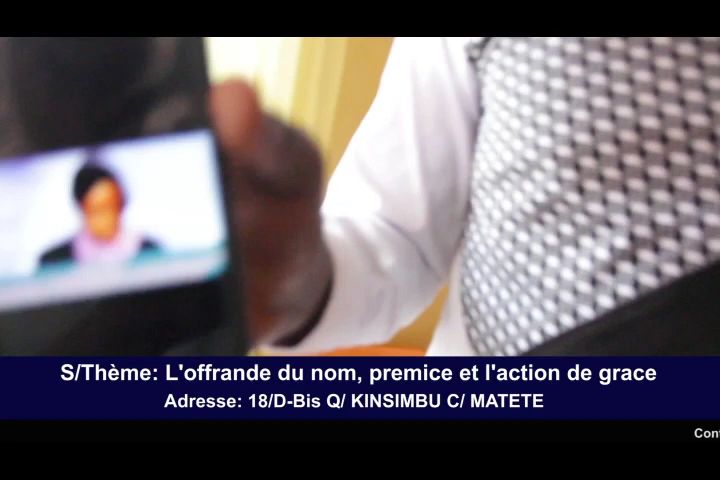 S/Thème: L'offrande du nom, premice et l'action de grace
Adresse: 18/D-Bis Q/ KINSIMBU C/ MATETE